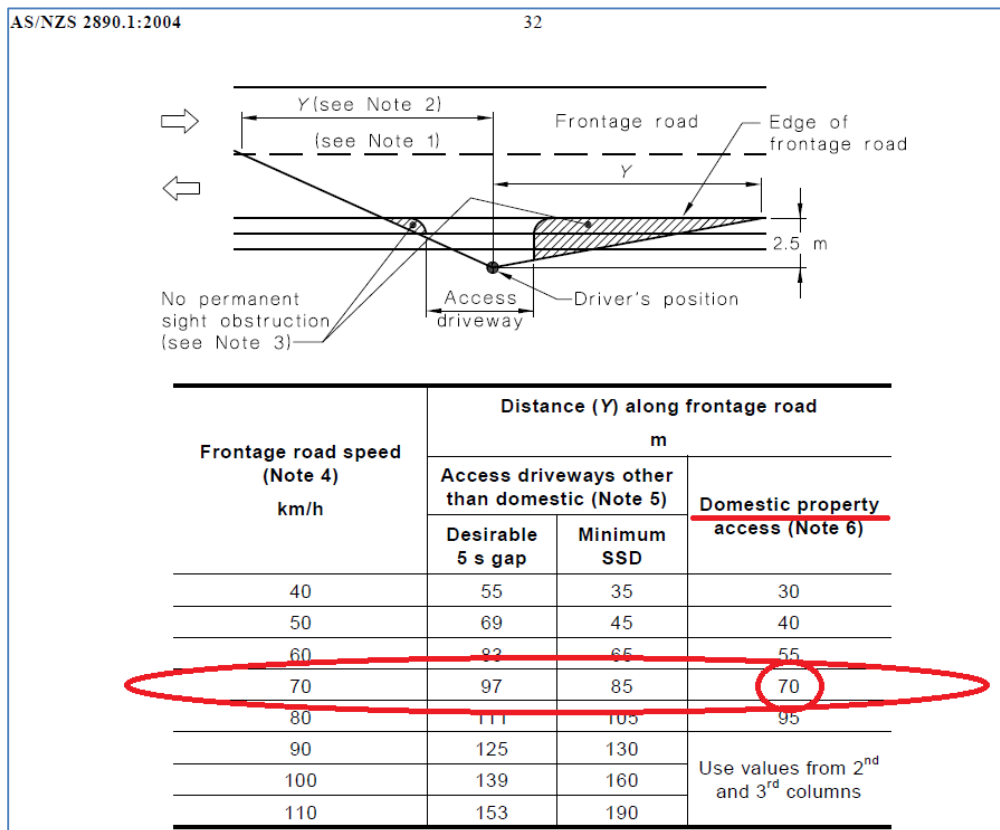 AS/NZS 2890.1:2004 32
Y (see Note 2)
(see Note 1)
Frontage road
Edge of
frontage road
Y
2.5 m
No permanent
sight obstruction
(see Note 3)
Access
driveway
Driver's position
Frontage road speed
(Note 4)
km/h
Distance (Y) along frontage road
m
Access driveways other
than domestic (Note 5)
Domestic property
access (Note 6)
Desirable
5 s gap
Minimum
SSD
40 55 35 30
50 69 45 40
60 83 65 55
70 97 85 70
80 111 105 95
90 125 130
100 139 160
110 153 190
Use values from 2nd
and 3rd columns